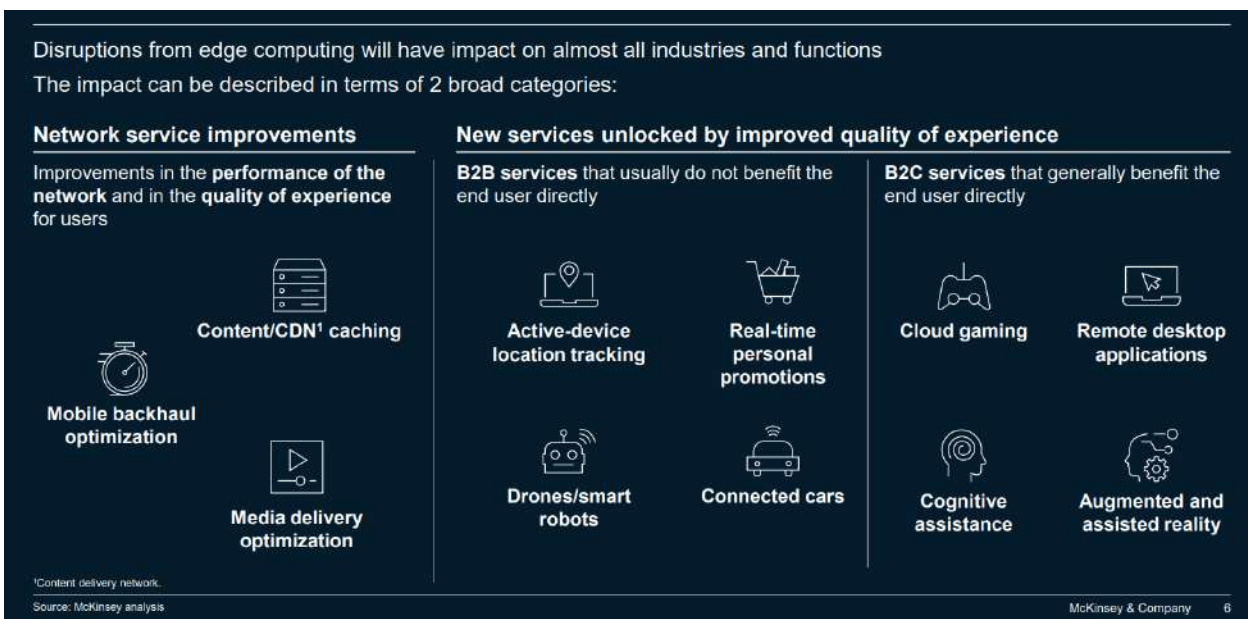 Disruptions from edge computing will have impact on almost all industries and functions
The impact can be described in terms of 2 broad categories:
Network service improvements
Improvements in the performance of the
network and in the quality of experience
for users
Content/CDN¹ caching
Mobile backhaul
optimization
Media delivery
optimization
New services unlocked by improved quality of experience
B2B services that usually do not benefit the
end user directly
Active-device
location tracking
Real-time
personal
promotions
Drones/smart
robots
Connected cars
B2C services that generally benefit the
end user directly
Cloud gaming
Remote desktop
applications
Cognitive
assistance
Augmented and
assisted reality
¹Content delivery network.
Source: McKinsey analysis
McKinsey & Company 6